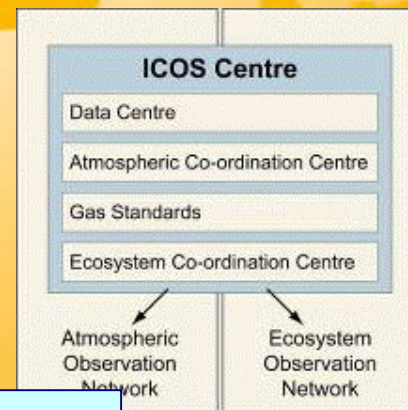 ICOS Centre
Data Centre
Atmospheric Co-ordination Centre
Gas Standards
Ecosystem Co-ordination Centre
Atmospheric
Observation
Network
Ecosystem
Observation
Network